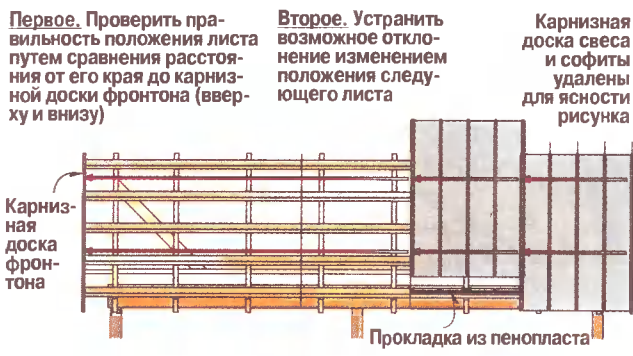 Первое. Проверить пра-
вильность положения листа
путем сравнения расстоя-
ния от его края до карниз-
ной доски фронтона (ввер-
ху и внизу)
Второе. Устранить
возможное откло-
нение изменением
положения следу-
ющего листа
Карнизная
доска свеса
и софиты
удалены
для ясности
рисунка
Карниз-
ная
доска
фрон-
тона
Прокладка из пенопласта